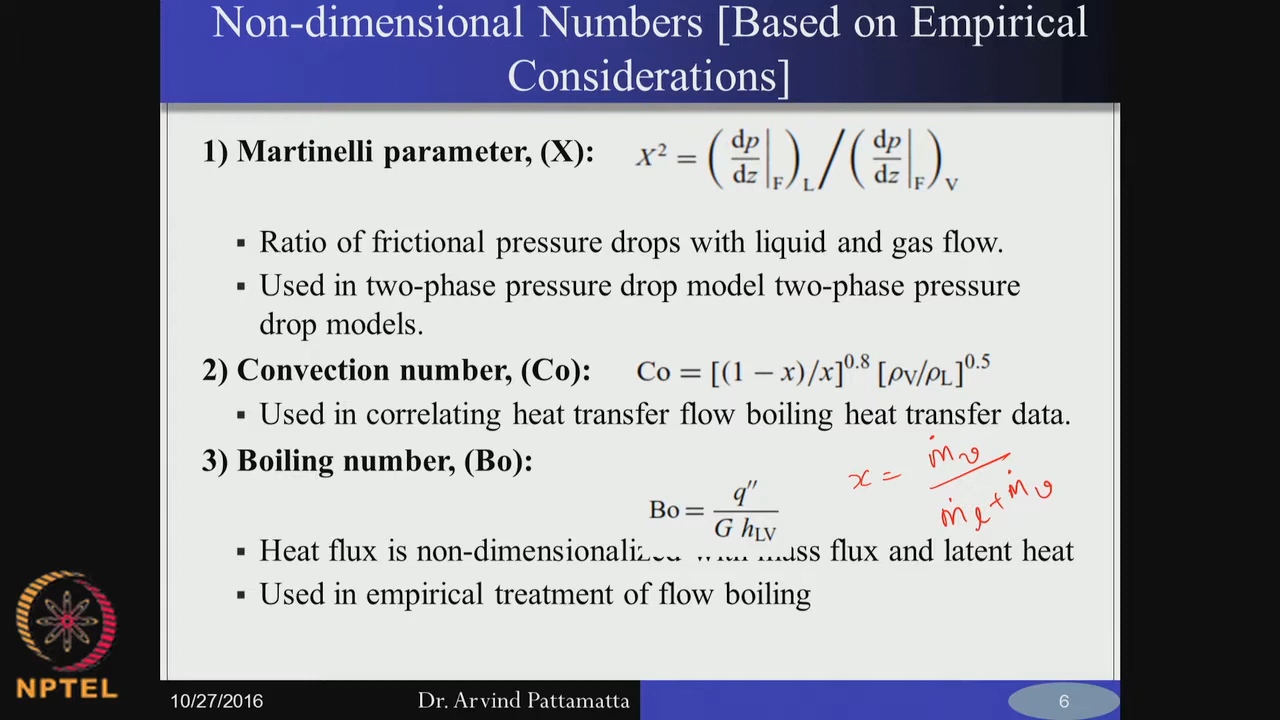 Non-dimensional Numbers [Based on Empirical
Considerations]
1) Martinelli parameter, (X): X² = (dp/dz|F)L / (dp/dz|F)V
▪ Ratio of frictional pressure drops with liquid and gas flow.
▪ Used in two-phase pressure drop model two-phase pressure
drop models.
2) Convection number, (Co): Co = [(1 − x)/x]^0.8 [ρV/ρL]^0.5
▪ Used in correlating heat transfer flow boiling heat transfer data.
3) Boiling number, (Bo):
x = ṁv / (ṁl + ṁv)
Bo = q″ / (G hLV)
▪ Heat flux is non-dimensionalized with mass flux and latent heat
▪ Used in empirical treatment of flow boiling
NPTEL
10/27/2016 Dr. Arvind Pattamatta 6